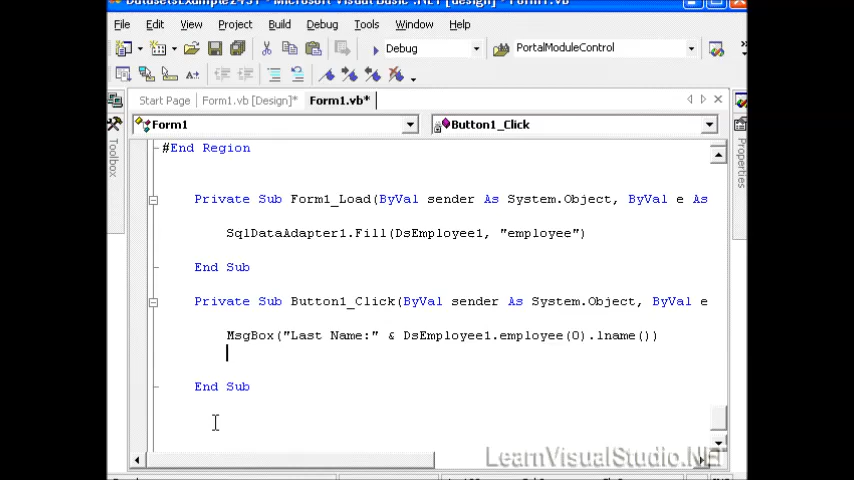 DatasetsExample2451 - Microsoft Visual Basic .NET [design] - Form1.vb*
File Edit View Project Build Debug Tools Window Help
Debug PortalModuleControl
Start Page Form1.vb [Design]* Form1.vb*
Form1 Button1_Click
Toolbox
Properties
#End Region
Private Sub Form1_Load(ByVal sender As System.Object, ByVal e As
SqlDataAdapter1.Fill(DsEmployee1, "employee")
End Sub
Private Sub Button1_Click(ByVal sender As System.Object, ByVal e
MsgBox("Last Name:" & DsEmployee1.employee(0).lname())
End Sub
LearnVisualStudio.NET